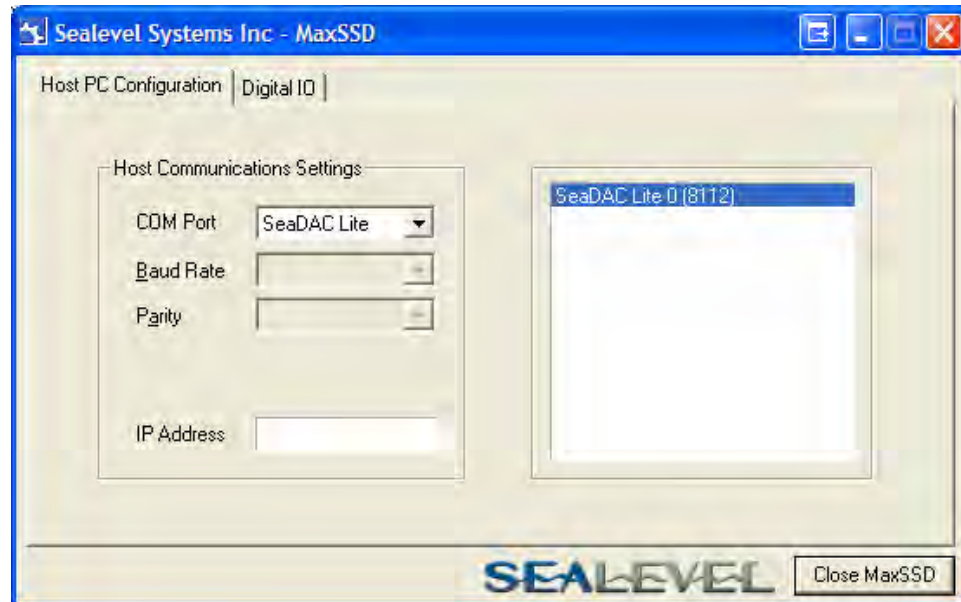 Sealevel Systems Inc - MaxSSD
Host PC Configuration
Digital IO
Host Communications Settings
COM Port
SeaDAC Lite
Baud Rate
Parity
IP Address
SeaDAC Lite 0 (8112)
SEALEVEL
Close MaxSSD